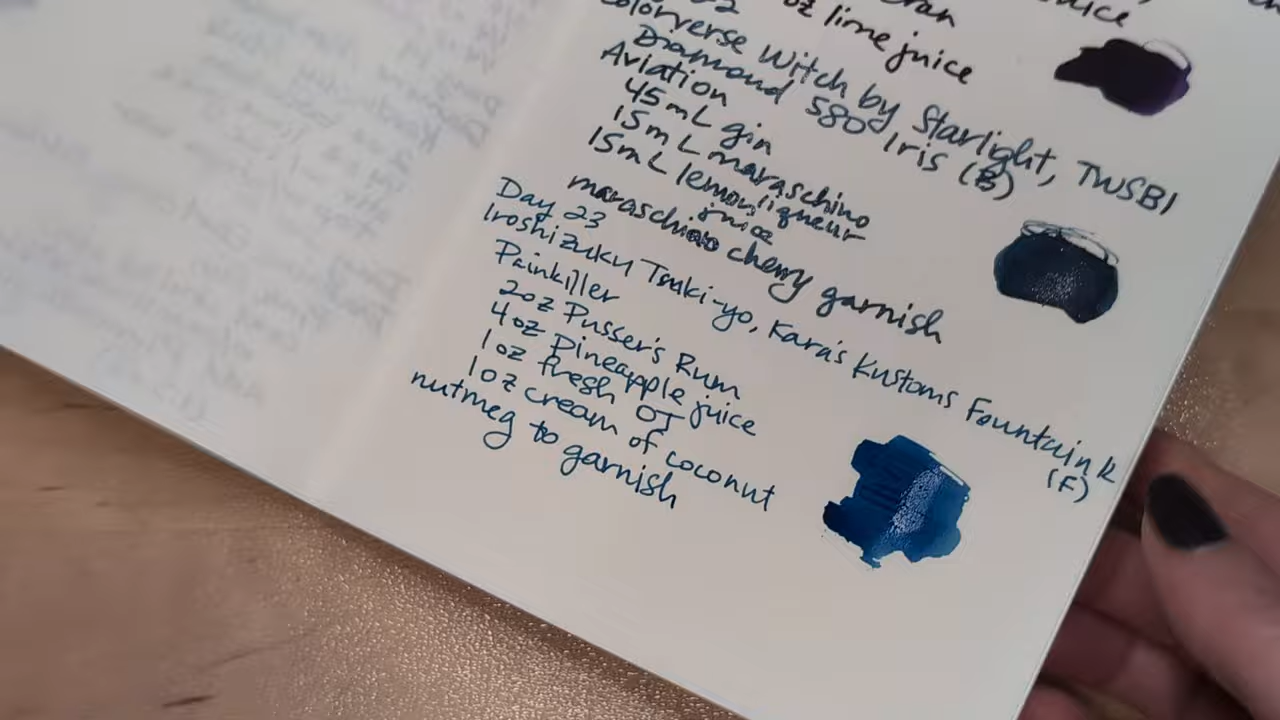 juice
oz lime juice
Colorverse Witch by Starlight, TWSBI
Diamond 580 Iris (B)
Aviation
45mL gin
15mL maraschino liqueur
15mL lemon juice
maraschino cherry garnish
Day 23
Iroshizuku Tsuki-yo, Kara's Kustoms Fountain K (F)
Painkiller
2oz Pusser's Rum
4oz Pineapple juice
1oz fresh OJ
1oz cream of coconut
nutmeg to garnish